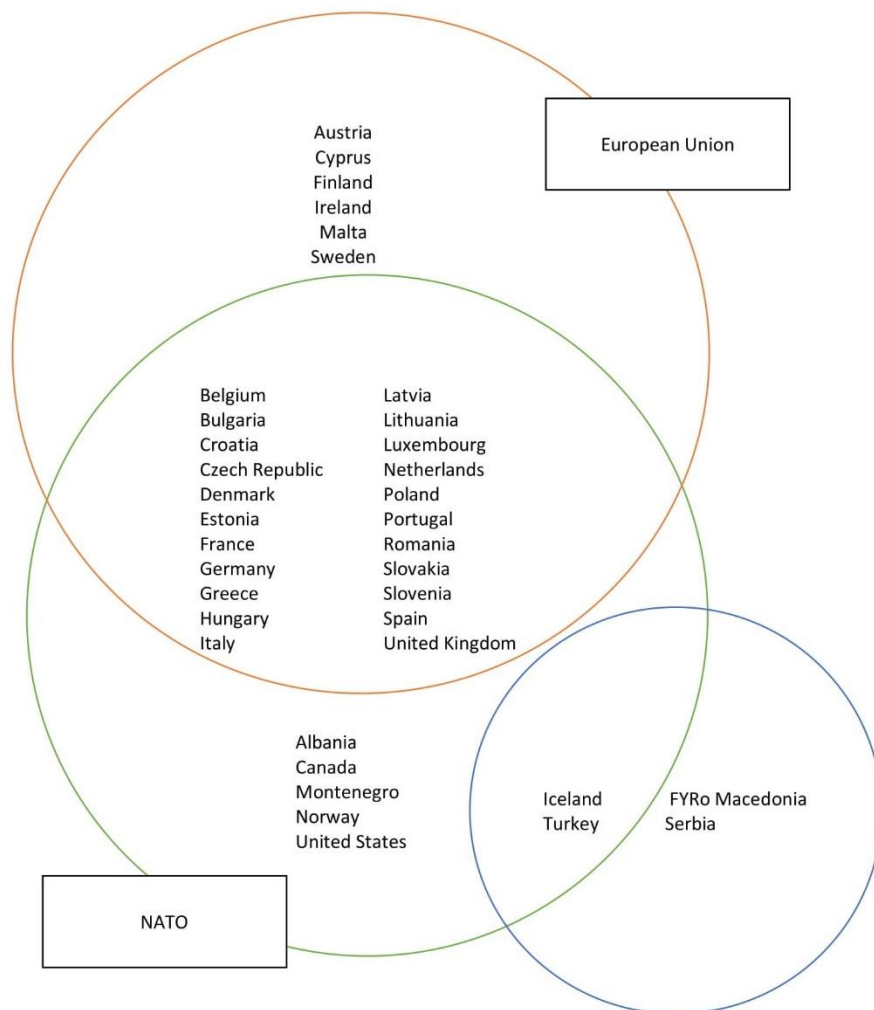 Austria
Cyprus
Finland
Ireland
Malta
Sweden
European Union
Belgium
Bulgaria
Croatia
Czech Republic
Denmark
Estonia
France
Germany
Greece
Hungary
Italy
Latvia
Lithuania
Luxembourg
Netherlands
Poland
Portugal
Romania
Slovakia
Slovenia
Spain
United Kingdom
Albania
Canada
Montenegro
Norway
United States
Iceland
Turkey
FYRo Macedonia
Serbia
NATO